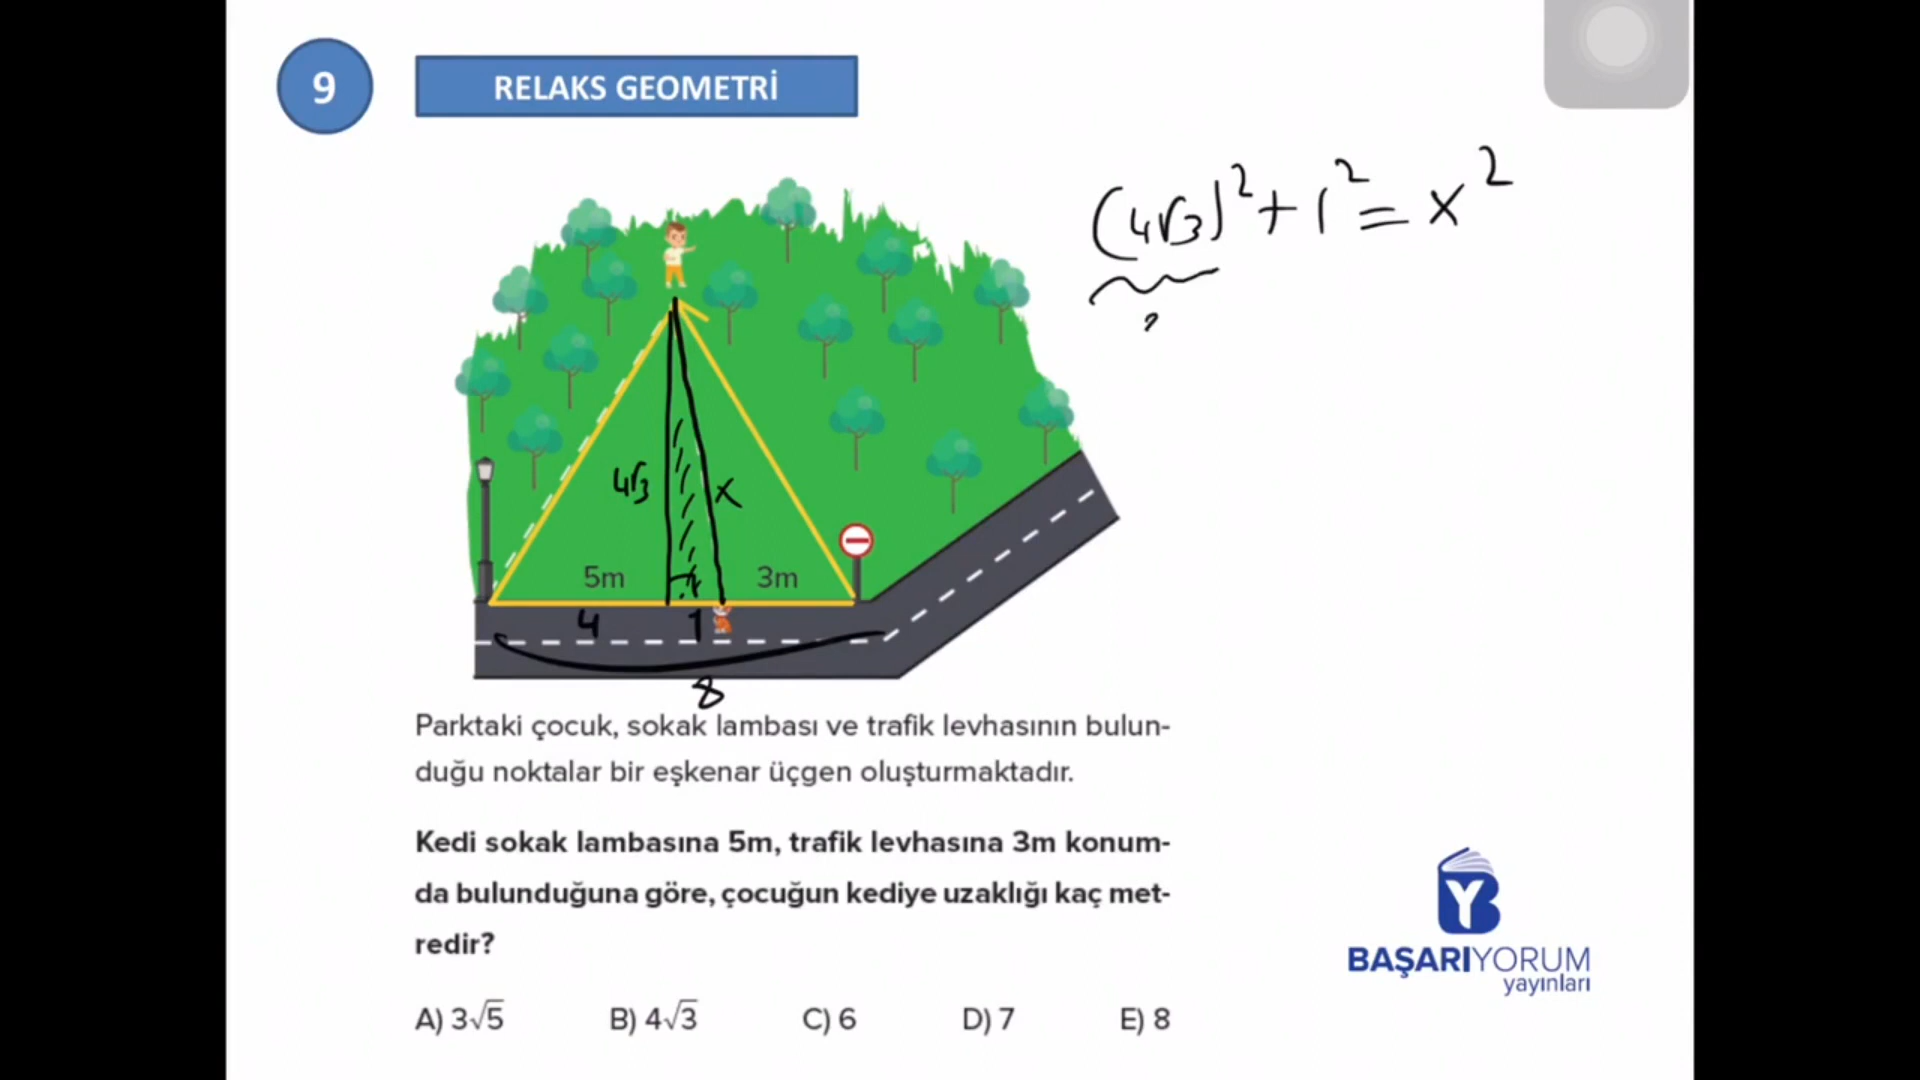 9
RELAKS GEOMETRİ
(4√3)² + 1² = x²
4√3
x
5m
3m
4
1
8
Parktaki çocuk, sokak lambası ve trafik levhasının bulun-
duğu noktalar bir eşkenar üçgen oluşturmaktadır.
Kedi sokak lambasına 5m, trafik levhasına 3m konum-
da bulunduğuna göre, çocuğun kediye uzaklığı kaç met-
redir?
A) 3√5 B) 4√3 C) 6 D) 7 E) 8
BAŞARIYORUM
yayınları